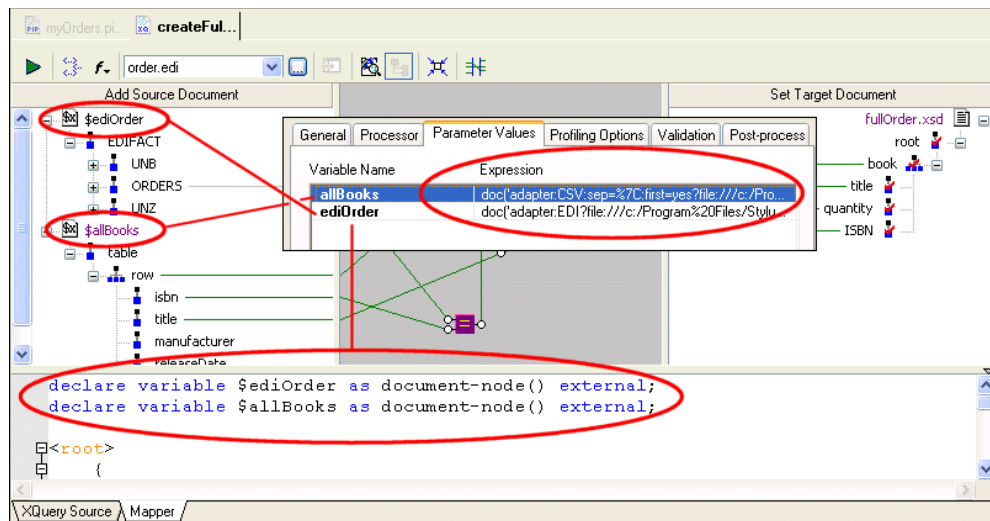 myOrders.pi... createFul...
order.edi
Add Source Document
Set Target Document
$ediOrder
EDIFACT
UNB
ORDERS
UNZ
$allBooks
table
row
isbn
title
manufacturer
releaseDate
General Processor Parameter Values Profiling Options Validation Post-process
Variable Name Expression
allBooks doc('adapter:CSV:sep=%7C:first=yes?file:///c:/Pro...
ediOrder doc('adapter:EDI?file:///c:/Program%20Files/Stylu...
fullOrder.xsd
root
book
title
quantity
ISBN
declare variable $ediOrder as document-node() external;
declare variable $allBooks as document-node() external;
<root>
{
XQuery Source Mapper